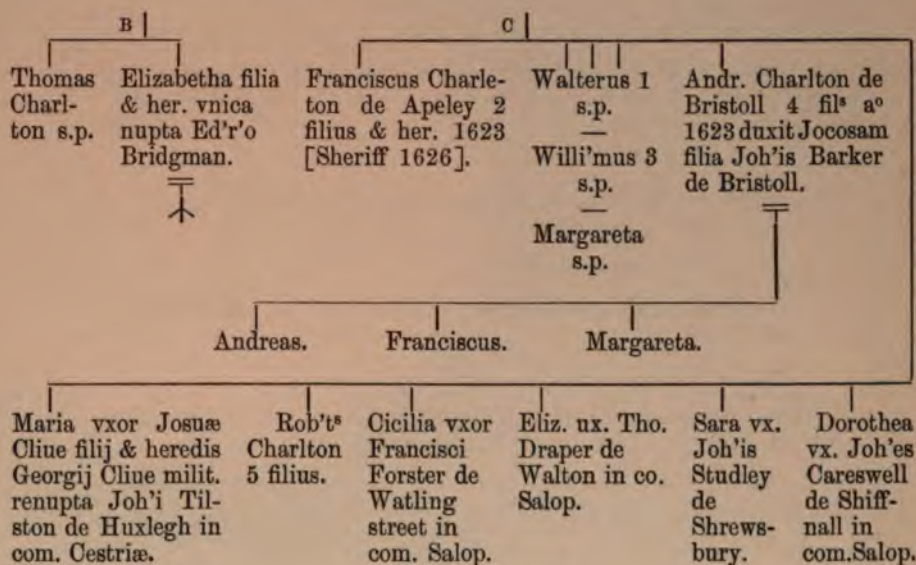 B
C
Thomas
Charl-
ton s.p.
Elizabetha filia
& her. vnica
nupta Ed'r'o
Bridgman.
Franciscus Charle-
ton de Apeley 2
filius & her. 1623
[Sheriff 1626].
Walterus 1
s.p.
—
Willi'mus 3
s.p.
—
Margareta
s.p.
Andr. Charlton de
Bristoll 4 filˢ aº
1623 duxit Jocosam
filia Joh'is Barker
de Bristoll.
Andreas.
Franciscus.
Margareta.
Maria vxor Josuæ
Cliue filij & heredis
Georgij Cliue milit.
renupta Joh'i Til-
ston de Huxlegh in
com. Cestriæ.
Rob'tˢ
Charlton
5 filius.
Cicilia vxor
Francisci
Forster de
Watling
street in
com. Salop.
Eliz. ux. Tho.
Draper de
Walton in co.
Salop.
Sara vx.
Joh'is
Studley
de
Shrews-
bury.
Dorothea
vx. Joh'es
Careswell
de Shiff-
nall in
com.Salop.